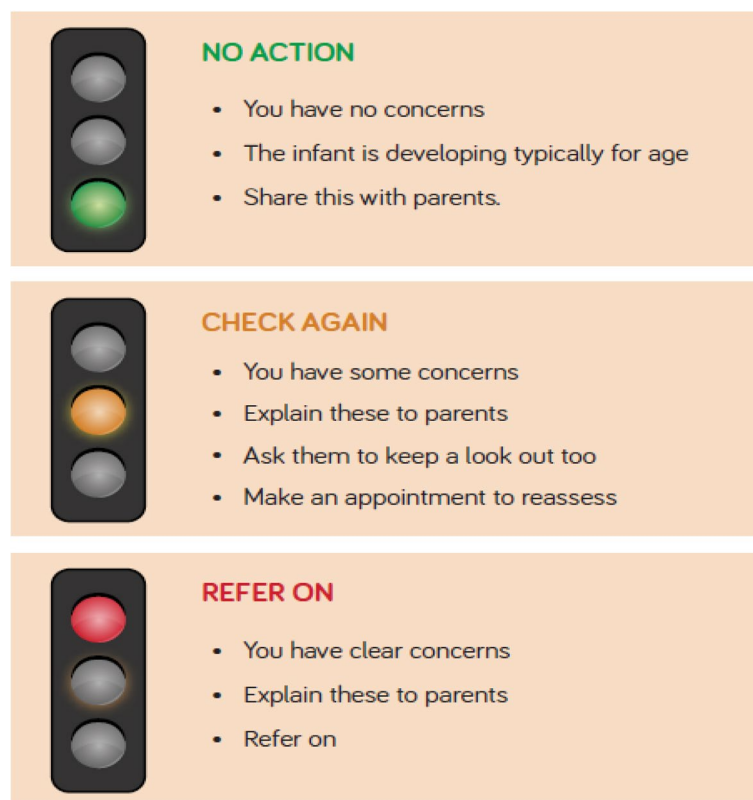 NO ACTION
• You have no concerns
• The infant is developing typically for age
• Share this with parents.
CHECK AGAIN
• You have some concerns
• Explain these to parents
• Ask them to keep a look out too
• Make an appointment to reassess
REFER ON
• You have clear concerns
• Explain these to parents
• Refer on